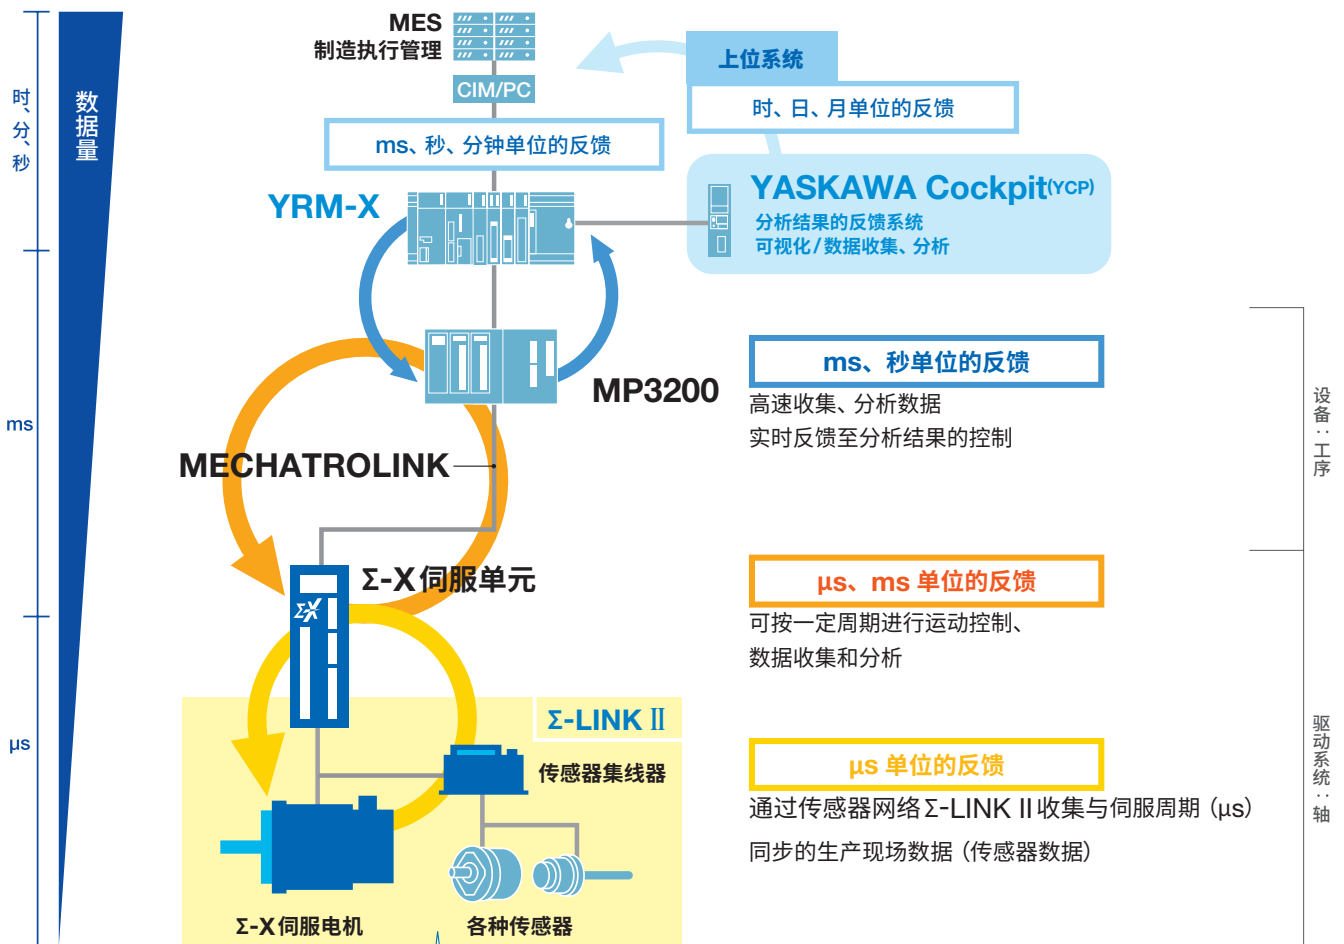 MES
制造执行管理
CIM/PC
上位系统
时、日、月单位的反馈
ms、秒、分钟单位的反馈
时、分、秒
数据量
YRM-X
YASKAWA Cockpit(YCP)
分析结果的反馈系统
可视化/数据收集、分析
MP3200
ms、秒单位的反馈
高速收集、分析数据
实时反馈至分析结果的控制
设备：工序
ms
MECHATROLINK
Σ-X
Σ-X伺服单元
μs、ms 单位的反馈
可按一定周期进行运动控制、
数据收集和分析
μs
Σ-LINK Ⅱ
传感器集线器
μs 单位的反馈
通过传感器网络Σ-LINK Ⅱ收集与伺服周期（μs）
同步的生产现场数据（传感器数据）
驱动系统：轴
Σ-X伺服电机
各种传感器